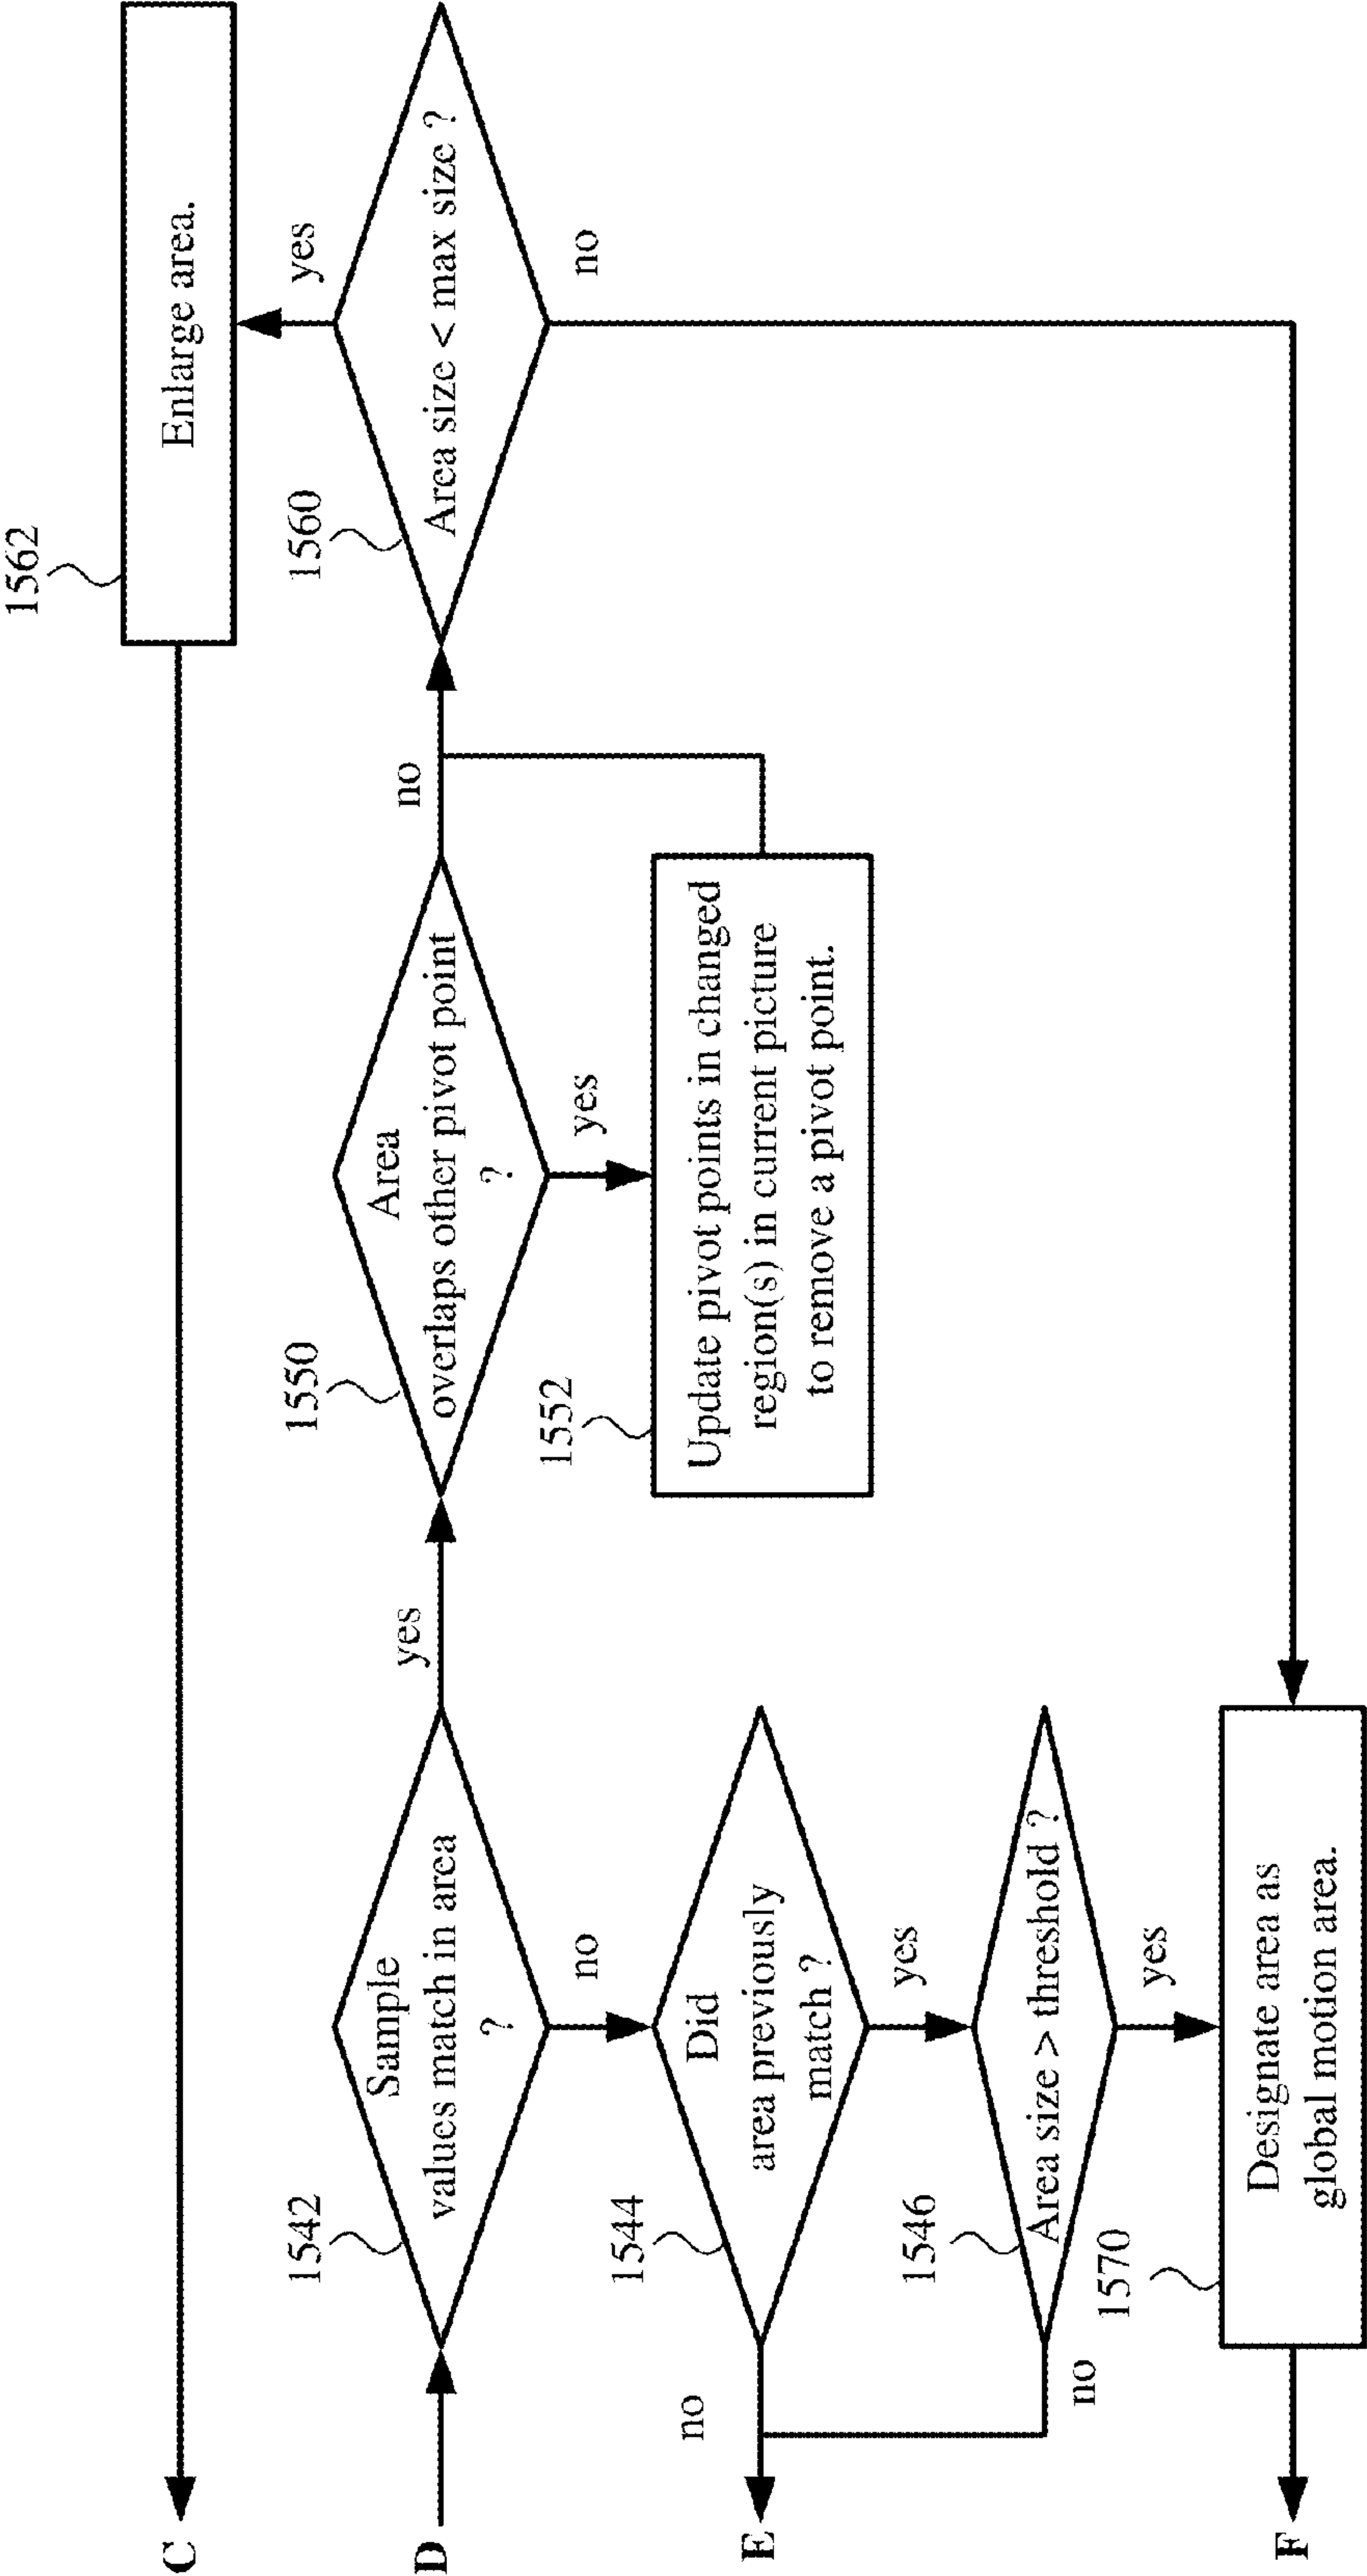 1562
Enlarge area.
C
yes
1542
Sample
values match in area
?
yes
D
1550
Area
overlaps other pivot point
?
no
1560
Area size < max size ?
no
no
yes
1552
Update pivot points in changed
region(s) in current picture
to remove a pivot point.
1544
Did
area previously
match ?
no
E
yes
1546
Area size > threshold ?
no
yes
1570
Designate area as
global motion area.
F